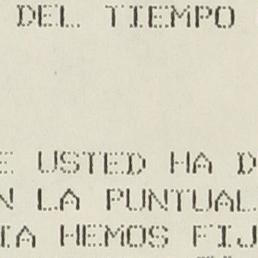 DEL TIEMPO
E USTED HA D
N LA PUNTUAL
IA HEMOS FIJ